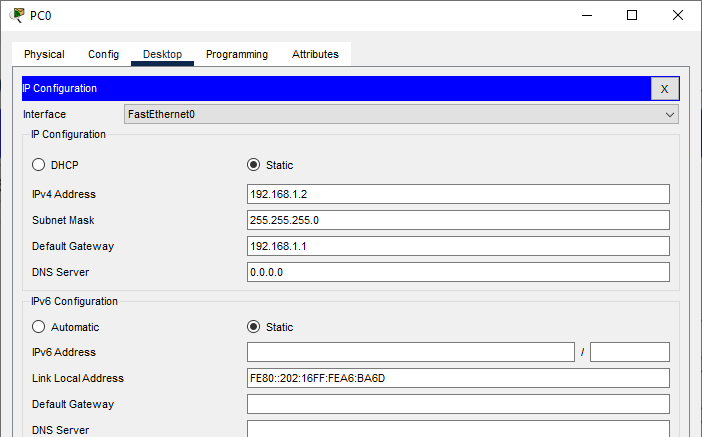 PC0
Physical Config Desktop Programming Attributes
IP Configuration X
Interface FastEthernet0
IP Configuration
DHCP Static
IPv4 Address 192.168.1.2
Subnet Mask 255.255.255.0
Default Gateway 192.168.1.1
DNS Server 0.0.0.0
IPv6 Configuration
Automatic Static
IPv6 Address /
Link Local Address FE80::202:16FF:FEA6:BA6D
Default Gateway
DNS Server